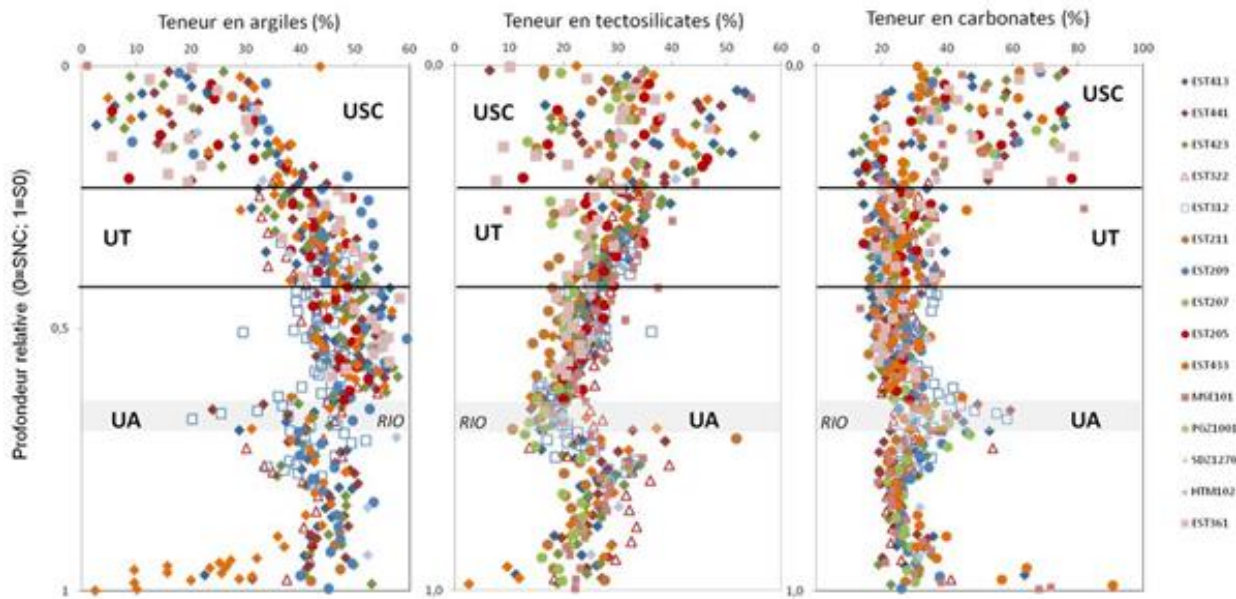 Teneur en argiles (%)
Teneur en tectosilicates (%)
Teneur en carbonates (%)
0 10 20 30 40 50 60
0 10 20 30 40 50 60
0 20 40 60 80 100
Profondeur relative (0=SNC; 1=S0)
0
0,5
1
0,0
1,0
0,0
1,0
USC
UT
UA
RIO
USC
UT
RIO
UA
USC
UT
RIO
UA
EST413
EST441
EST423
EST322
EST312
EST211
EST209
EST207
EST205
EST433
MSE101
PGZ1001
SDZ1270
HTM102
EST361